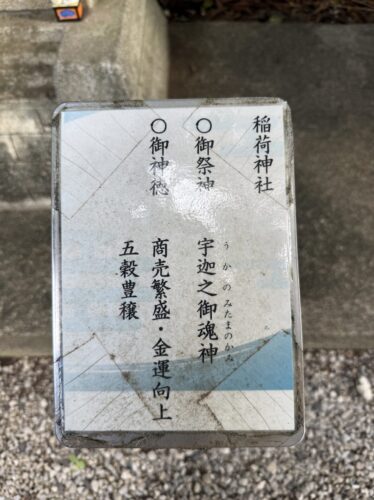 稲荷神社
○御祭神 宇迦之御魂神
うかのみたまのかみ
○御神徳 商売繁盛・金運向上
五穀豊穣